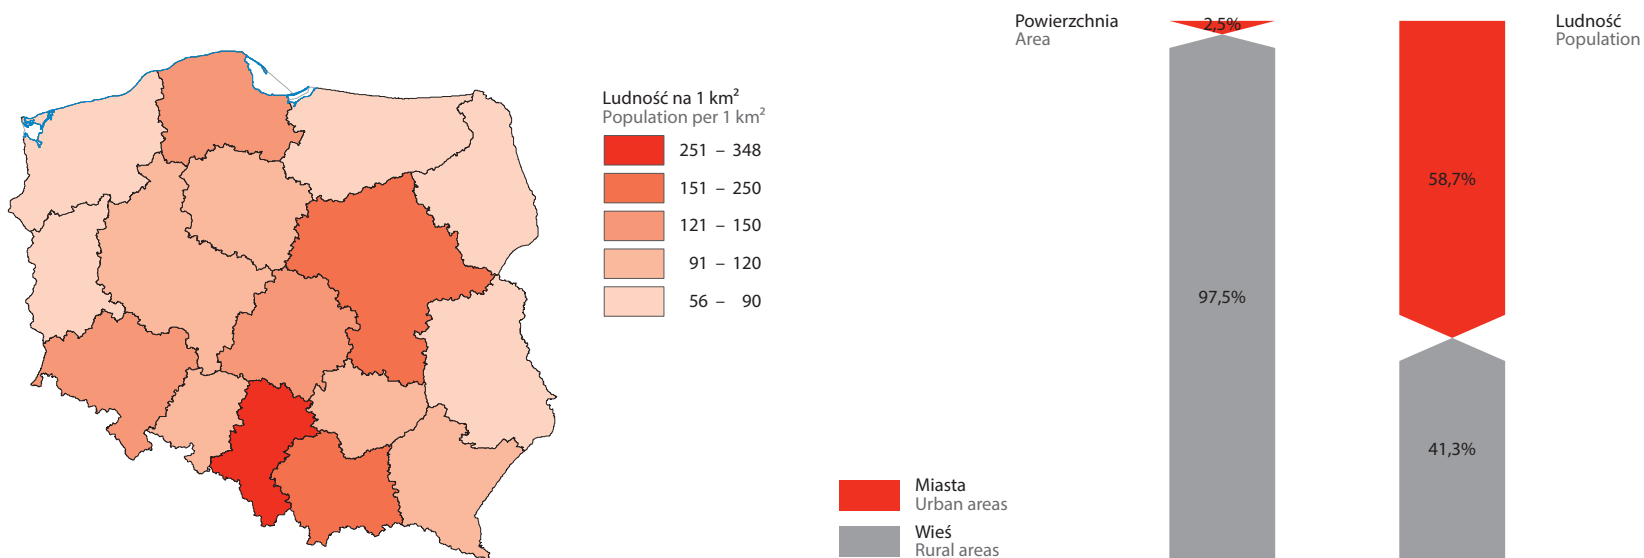 Ludność na 1 km²
Population per 1 km²
251 – 348
151 – 250
121 – 150
91 – 120
56 – 90
Powierzchnia
Area
2,5%
97,5%
Ludność
Population
58,7%
41,3%
Miasta
Urban areas
Wieś
Rural areas